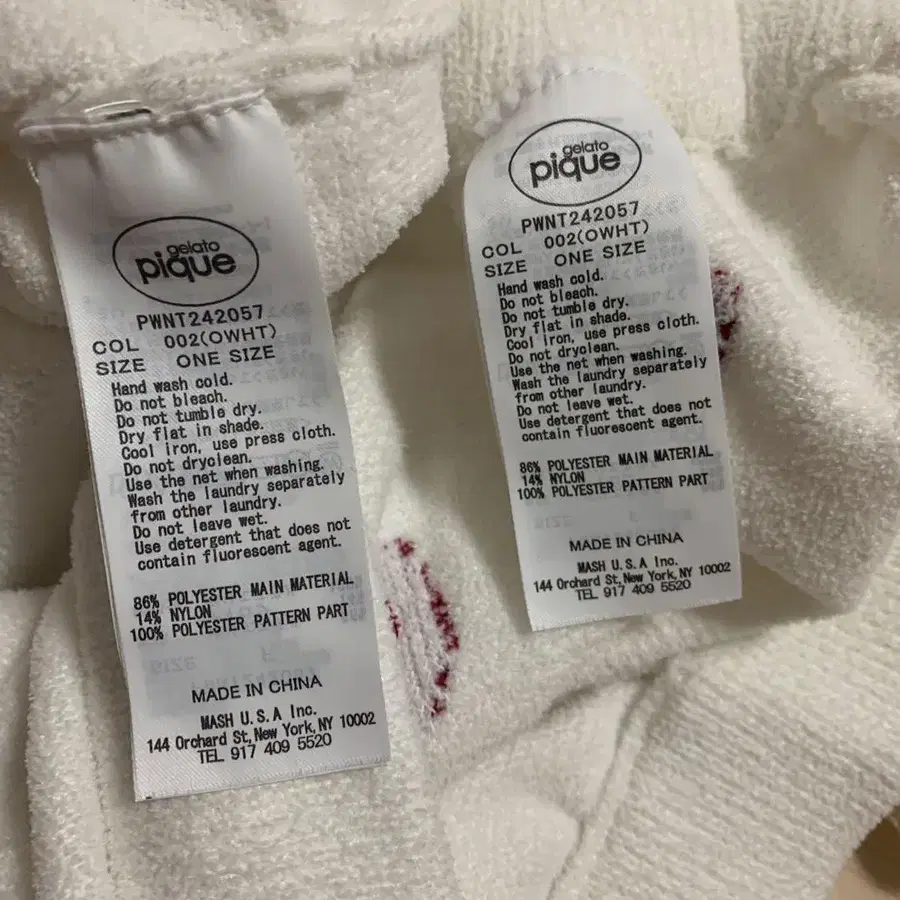 gelato
pique
PWNT242057
COL 002(OWHT)
SIZE ONE SIZE
Hand wash cold.
Do not bleach.
Do not tumble dry.
Dry flat in shade.
Cool iron, use press cloth.
Do not dryclean.
Use the net when washing.
Wash the laundry separately
from other laundry.
Do not leave wet.
Use detergent that does not
contain fluorescent agent.
86% POLYESTER MAIN MATERIAL
14% NYLON
100% POLYESTER PATTERN PART
MADE IN CHINA
MASH U.S.A Inc.
144 Orchard St, New York, NY 10002
TEL 917 409 5520
gelato
pique
PWNT242057
COL 002(OWHT)
SIZE ONE SIZE
Hand wash cold.
Do not bleach.
Do not tumble dry.
Dry flat in shade.
Cool iron, use press cloth.
Do not dryclean.
Use the net when washing.
Wash the laundry separately
from other laundry.
Do not leave wet.
Use detergent that does not
contain fluorescent agent.
86% POLYESTER MAIN MATERIAL
14% NYLON
100% POLYESTER PATTERN PART
MADE IN CHINA
MASH U.S.A Inc.
144 Orchard St, New York, NY 10002
TEL 917 409 5520